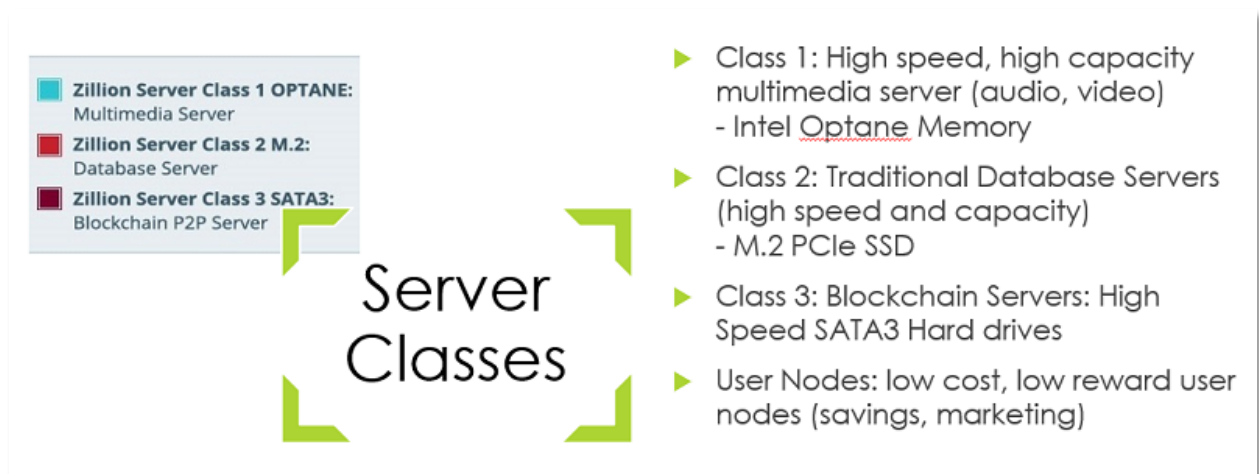 Zillion Server Class 1 OPTANE:
Multimedia Server
Zillion Server Class 2 M.2:
Database Server
Zillion Server Class 3 SATA3:
Blockchain P2P Server
Server
Classes
Class 1: High speed, high capacity
multimedia server (audio, video)
- Intel Optane Memory
Class 2: Traditional Database Servers
(high speed and capacity)
- M.2 PCIe SSD
Class 3: Blockchain Servers: High
Speed SATA3 Hard drives
User Nodes: low cost, low reward user
nodes (savings, marketing)